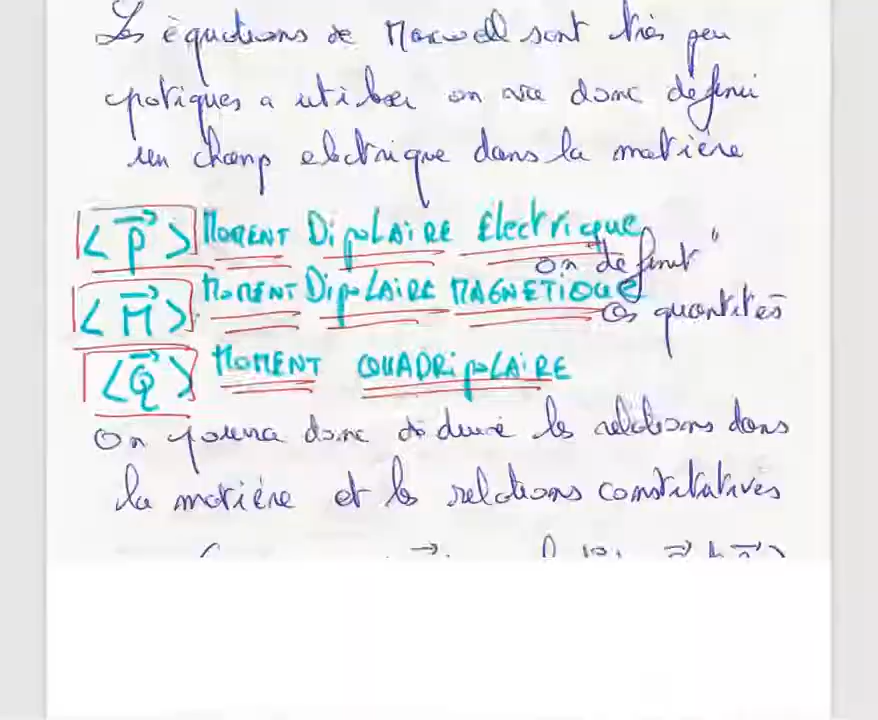 Les équations de Maxwell sont très peu
pratiques a utiliser on va donc définir
un champ electrique dans la matière
<P⃗> MOMENT DIPOLAIRE Électrique
on définit "
<M⃗> MOMENT DIPOLAIRE MAGNETIQUE
ces quantités
<Q⃗> MOMENT QUADRIPOLAIRE
On pourra donc déduire les relations dans
la matière et les relations constitutives